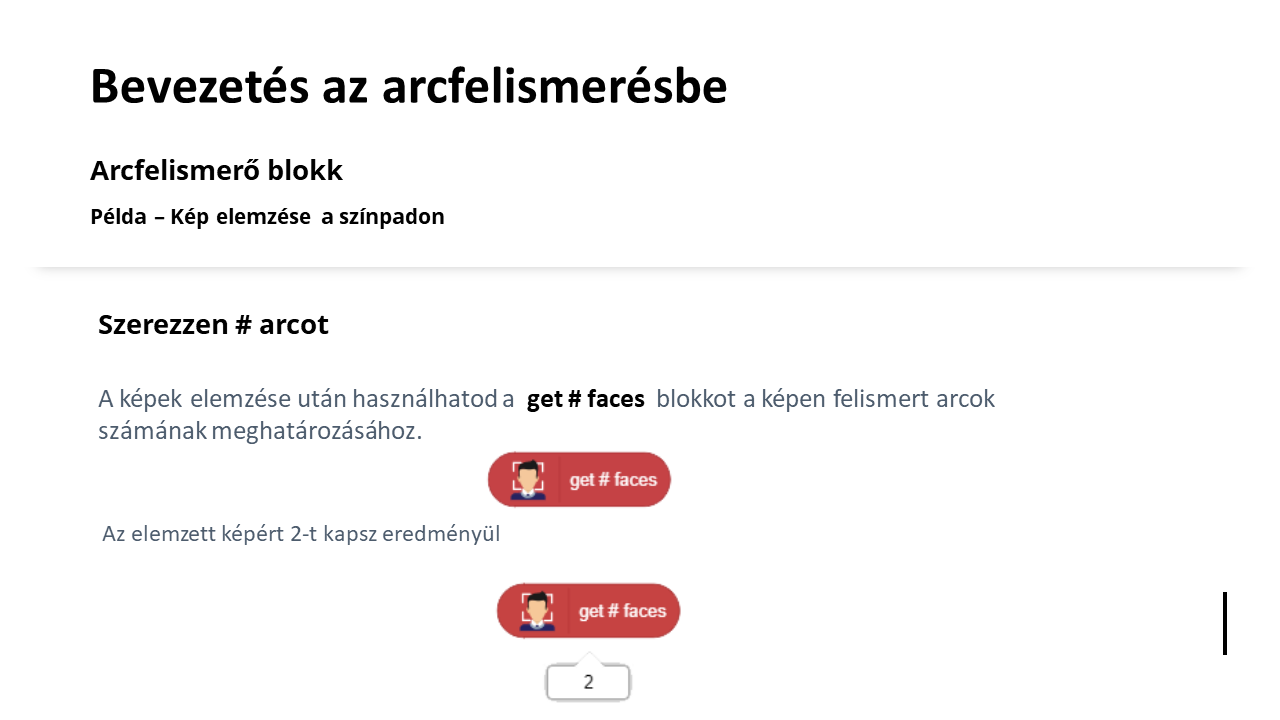 Bevezetés az arcfelismerésbe
Arcfelismerő blokk
Példa – Kép elemzése a színpadon
Szerezzen # arcot
A képek elemzése után használhatod a get # faces blokkot a képen felismert arcok
számának meghatározásához.
get # faces
Az elemzett képért 2-t kapsz eredményül
get # faces
2